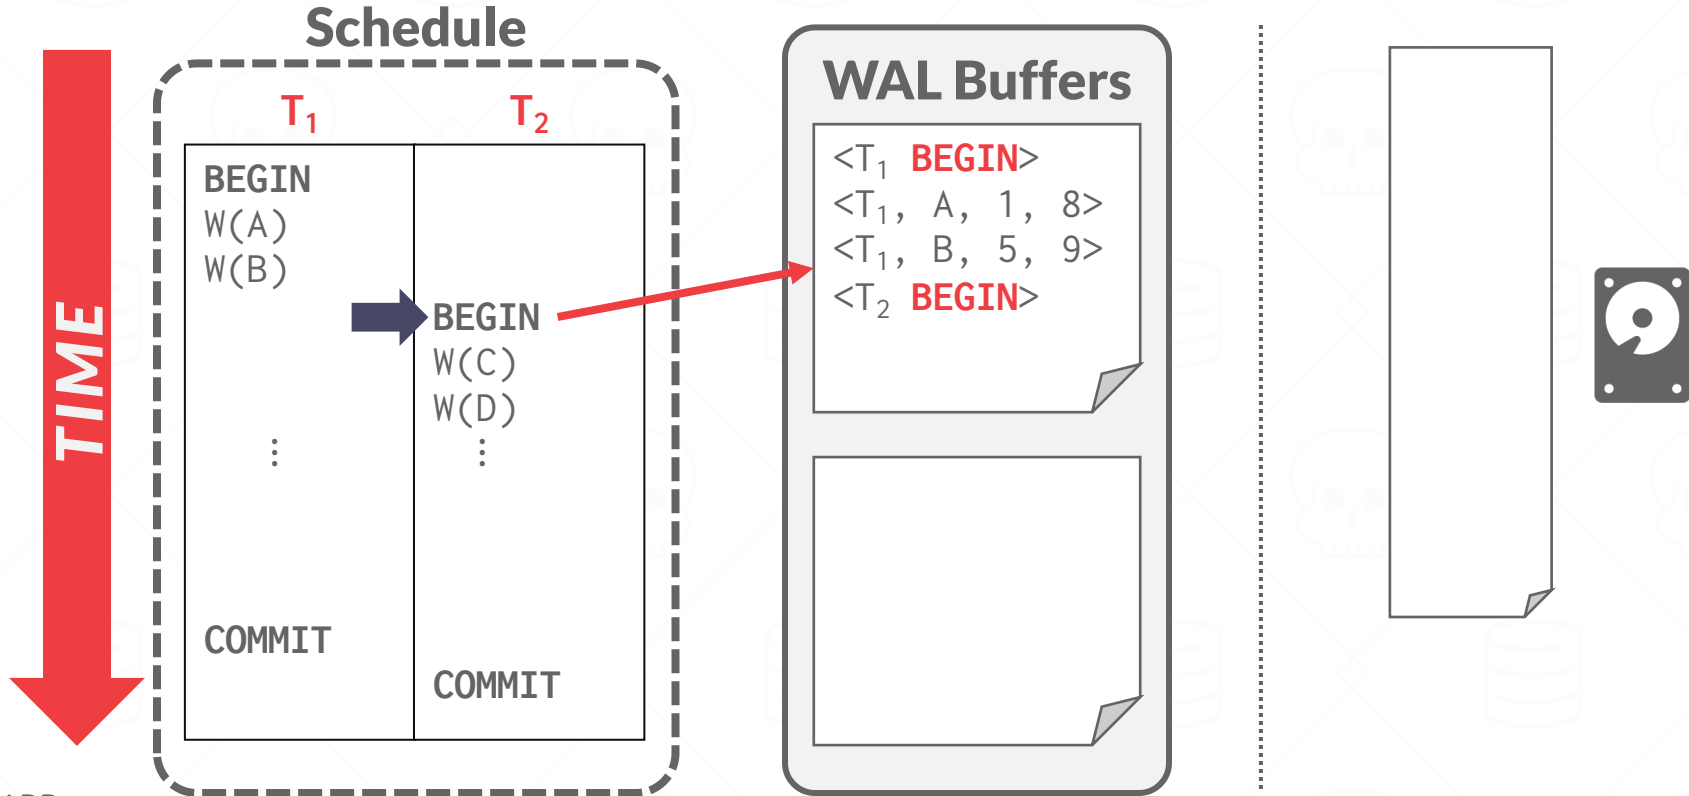 Schedule
TIME
T₁ T₂
BEGIN
W(A)
W(B)
BEGIN
W(C)
W(D)
⋮ ⋮
COMMIT
COMMIT
WAL Buffers
<T₁ BEGIN>
<T₁, A, 1, 8>
<T₁, B, 5, 9>
<T₂ BEGIN>